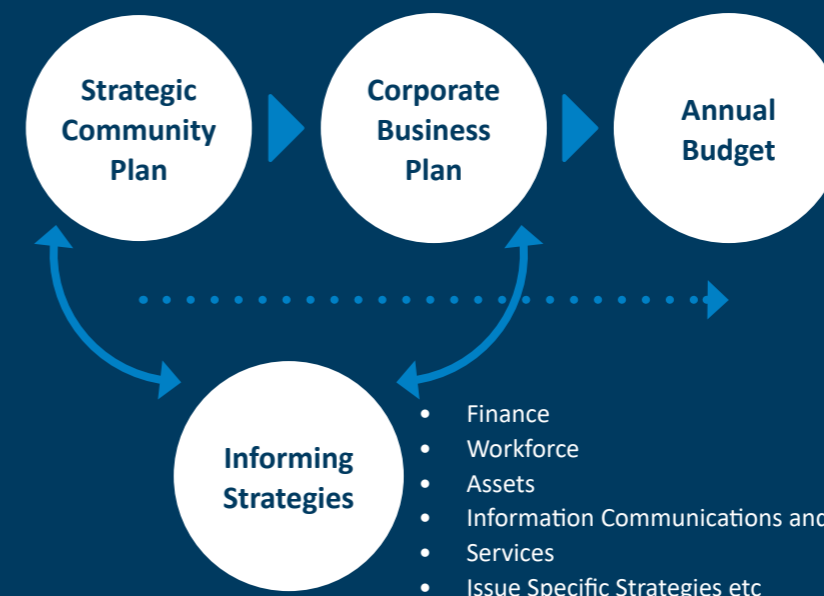 Strategic
Community
Plan
Corporate
Business
Plan
Annual
Budget
Informing
Strategies
• Finance
• Workforce
• Assets
• Information Communications and
• Services
• Issue Specific Strategies etc